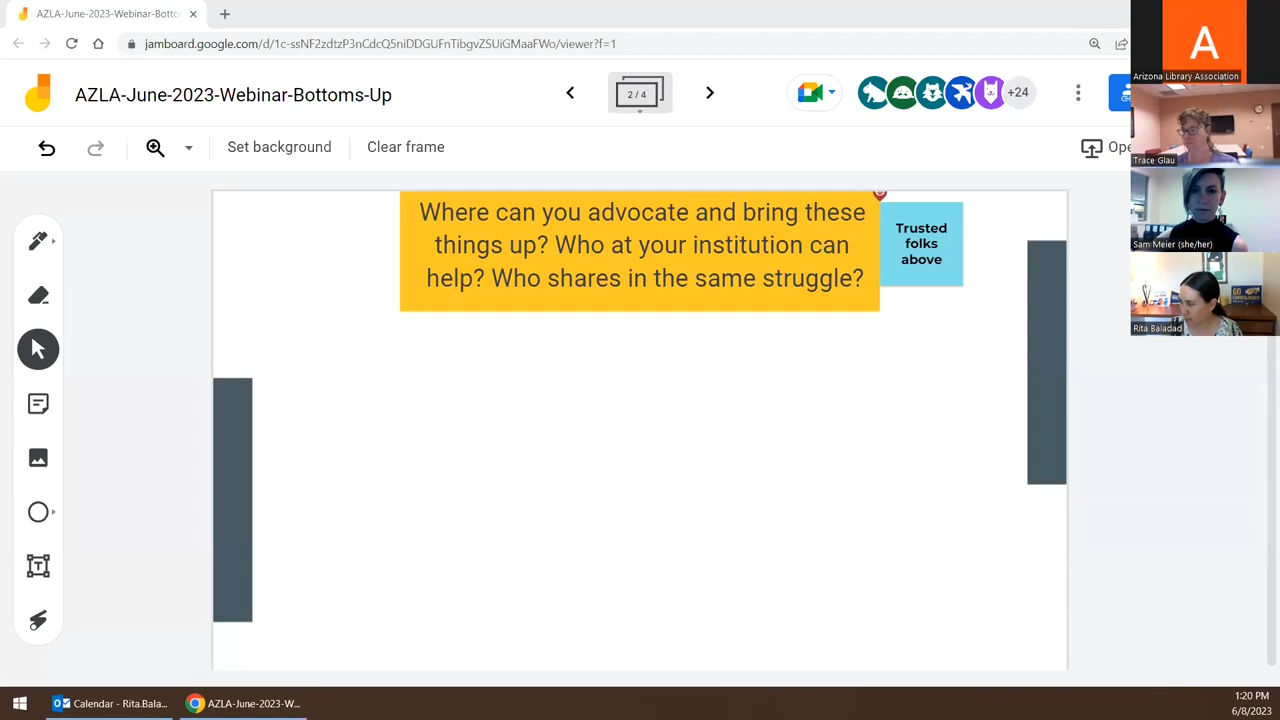 AZLA-June-2023-Webinar-Botto
jamboard.google.com/d/1c-ssNF2zdtzP3nCdcQ5niDDGUFnTibgvZSUiGMaaFWo/viewer?f=1
AZLA-June-2023-Webinar-Bottoms-Up
2 / 4
+24
Set background
Clear frame
Ope
Where can you advocate and bring these
things up? Who at your institution can
help? Who shares in the same struggle?
Trusted
folks
above
A
Arizona Library Association
Trace Glau
Sam Meier (she/her)
GO
LUMBERJACKS!
Rita Baladad
Calendar - Rita.Bala...
AZLA-June-2023-W...
1:20 PM
6/8/2023